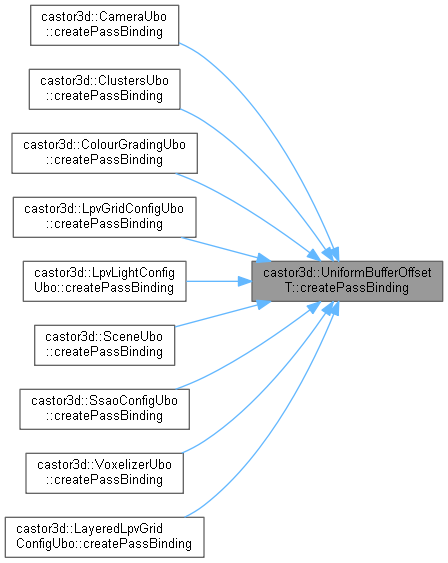 castor3d::CameraUbo
::createPassBinding
castor3d::ClustersUbo
::createPassBinding
castor3d::ColourGradingUbo
::createPassBinding
castor3d::LpvGridConfigUbo
::createPassBinding
castor3d::LpvLightConfig
Ubo::createPassBinding
castor3d::UniformBufferOffset
T::createPassBinding
castor3d::SceneUbo
::createPassBinding
castor3d::SsaoConfigUbo
::createPassBinding
castor3d::VoxelizerUbo
::createPassBinding
castor3d::LayeredLpvGrid
ConfigUbo::createPassBinding